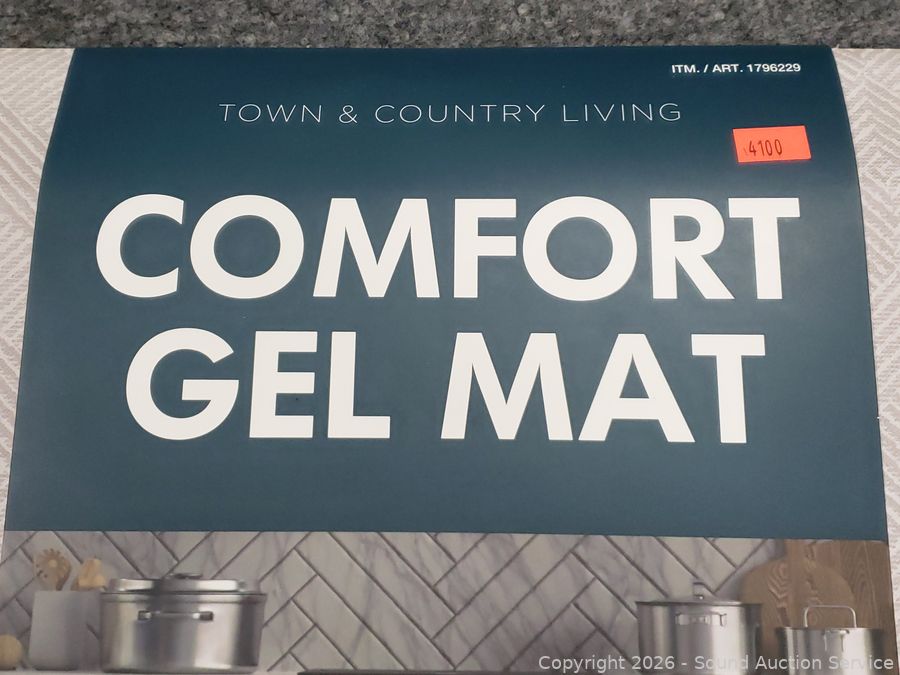 ITM. / ART. 1796229
TOWN & COUNTRY LIVING
4100
COMFORT
GEL MAT
Copyright 2026 - Sound Auction Service